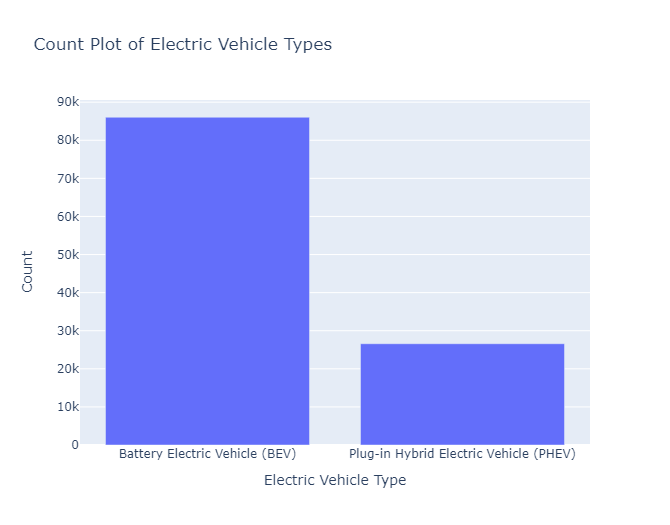 Count Plot of Electric Vehicle Types
Count
90k
80k
70k
60k
50k
40k
30k
20k
10k
0
Battery Electric Vehicle (BEV)
Plug-in Hybrid Electric Vehicle (PHEV)
Electric Vehicle Type